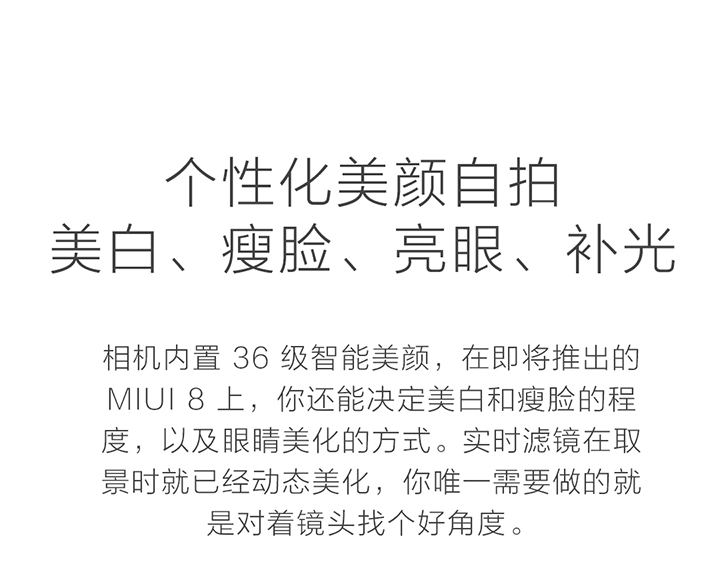 个性化美颜自拍
美白、瘦脸、亮眼、补光
相机内置 36 级智能美颜，在即将推出的
MIUI 8 上，你还能决定美白和瘦脸的程
度，以及眼睛美化的方式。实时滤镜在取
景时就已经动态美化，你唯一需要做的就
是对着镜头找个好角度。